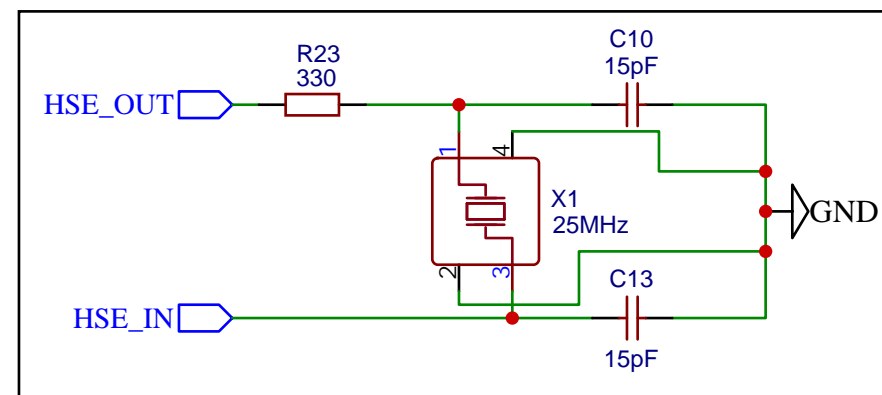 R23
330
C10
15pF
HSE_OUT
1
4
X1
25MHz
GND
2
3
C13
HSE_IN
15pF